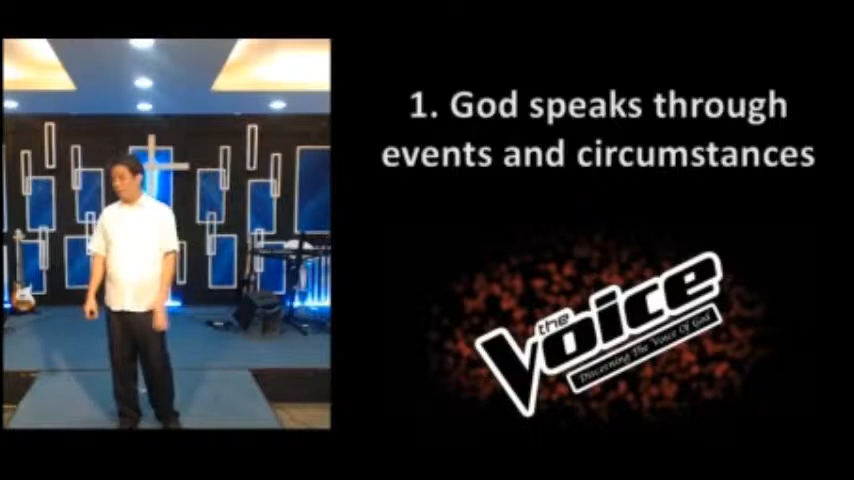 1. God speaks through
events and circumstances
the
Voice
Discerning The Voice Of God